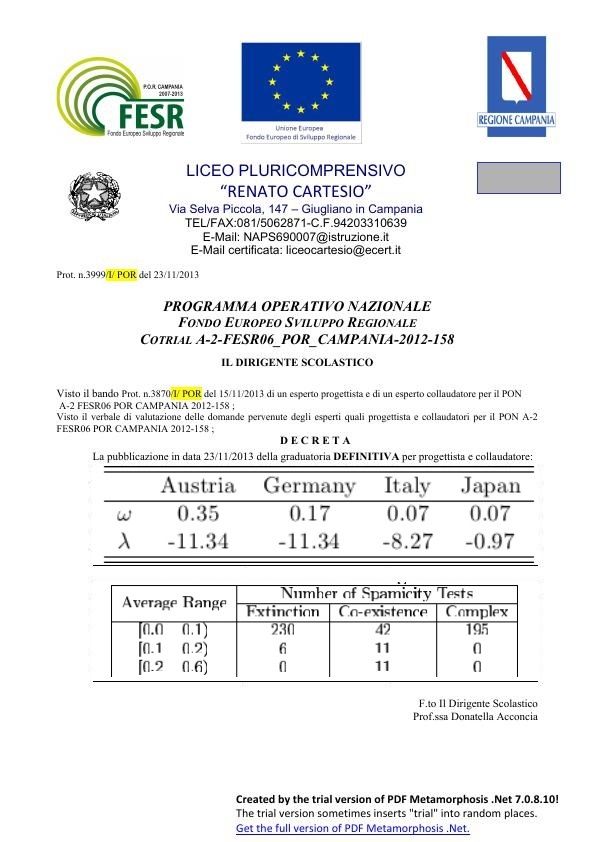 P.O.R. CAMPANIA
2007-2013
FESR
Fondo Europeo Sviluppo Regionale
Unione Europea
Fondo Europeo di Sviluppo Regionale
REGIONE CAMPANIA
LICEO PLURICOMPRENSIVO
“RENATO CARTESIO”
Via Selva Piccola, 147 – Giugliano in Campania
TEL/FAX:081/5062871-C.F.94203310639
E-Mail: NAPS690007@istruzione.it
E-Mail certificata: liceocartesio@ecert.it
Prot. n.3999/I/ POR del 23/11/2013
PROGRAMMA OPERATIVO NAZIONALE
FONDO EUROPEO SVILUPPO REGIONALE
COTRIAL A-2-FESR06_POR_CAMPANIA-2012-158
IL DIRIGENTE SCOLASTICO
Visto il bando Prot. n.3870/I/ POR del 15/11/2013 di un esperto progettista e di un esperto collaudatore per il PON
A-2 FESR06 POR CAMPANIA 2012-158 ;
Visto il verbale di valutazione delle domande pervenute degli esperti quali progettista e collaudatori per il PON A-2
FESR06 POR CAMPANIA 2012-158 ;
D E C R E T A
La pubblicazione in data 23/11/2013 della graduatoria DEFINITIVA per progettista e collaudatore:
Austria Germany Italy Japan
ω 0.35 0.17 0.07 0.07
λ -11.34 -11.34 -8.27 -0.97
Average Range Number of Spamicity Tests
Extinction Co-existence Complex
[0.0 0.1) 230 42 195
[0.1 0.2) 6 11 0
[0.2 0.6) 0 11 0
F.to Il Dirigente Scolastico
Prof.ssa Donatella Acconcia
Created by the trial version of PDF Metamorphosis .Net 7.0.8.10!
The trial version sometimes inserts "trial" into random places.
Get the full version of PDF Metamorphosis .Net.